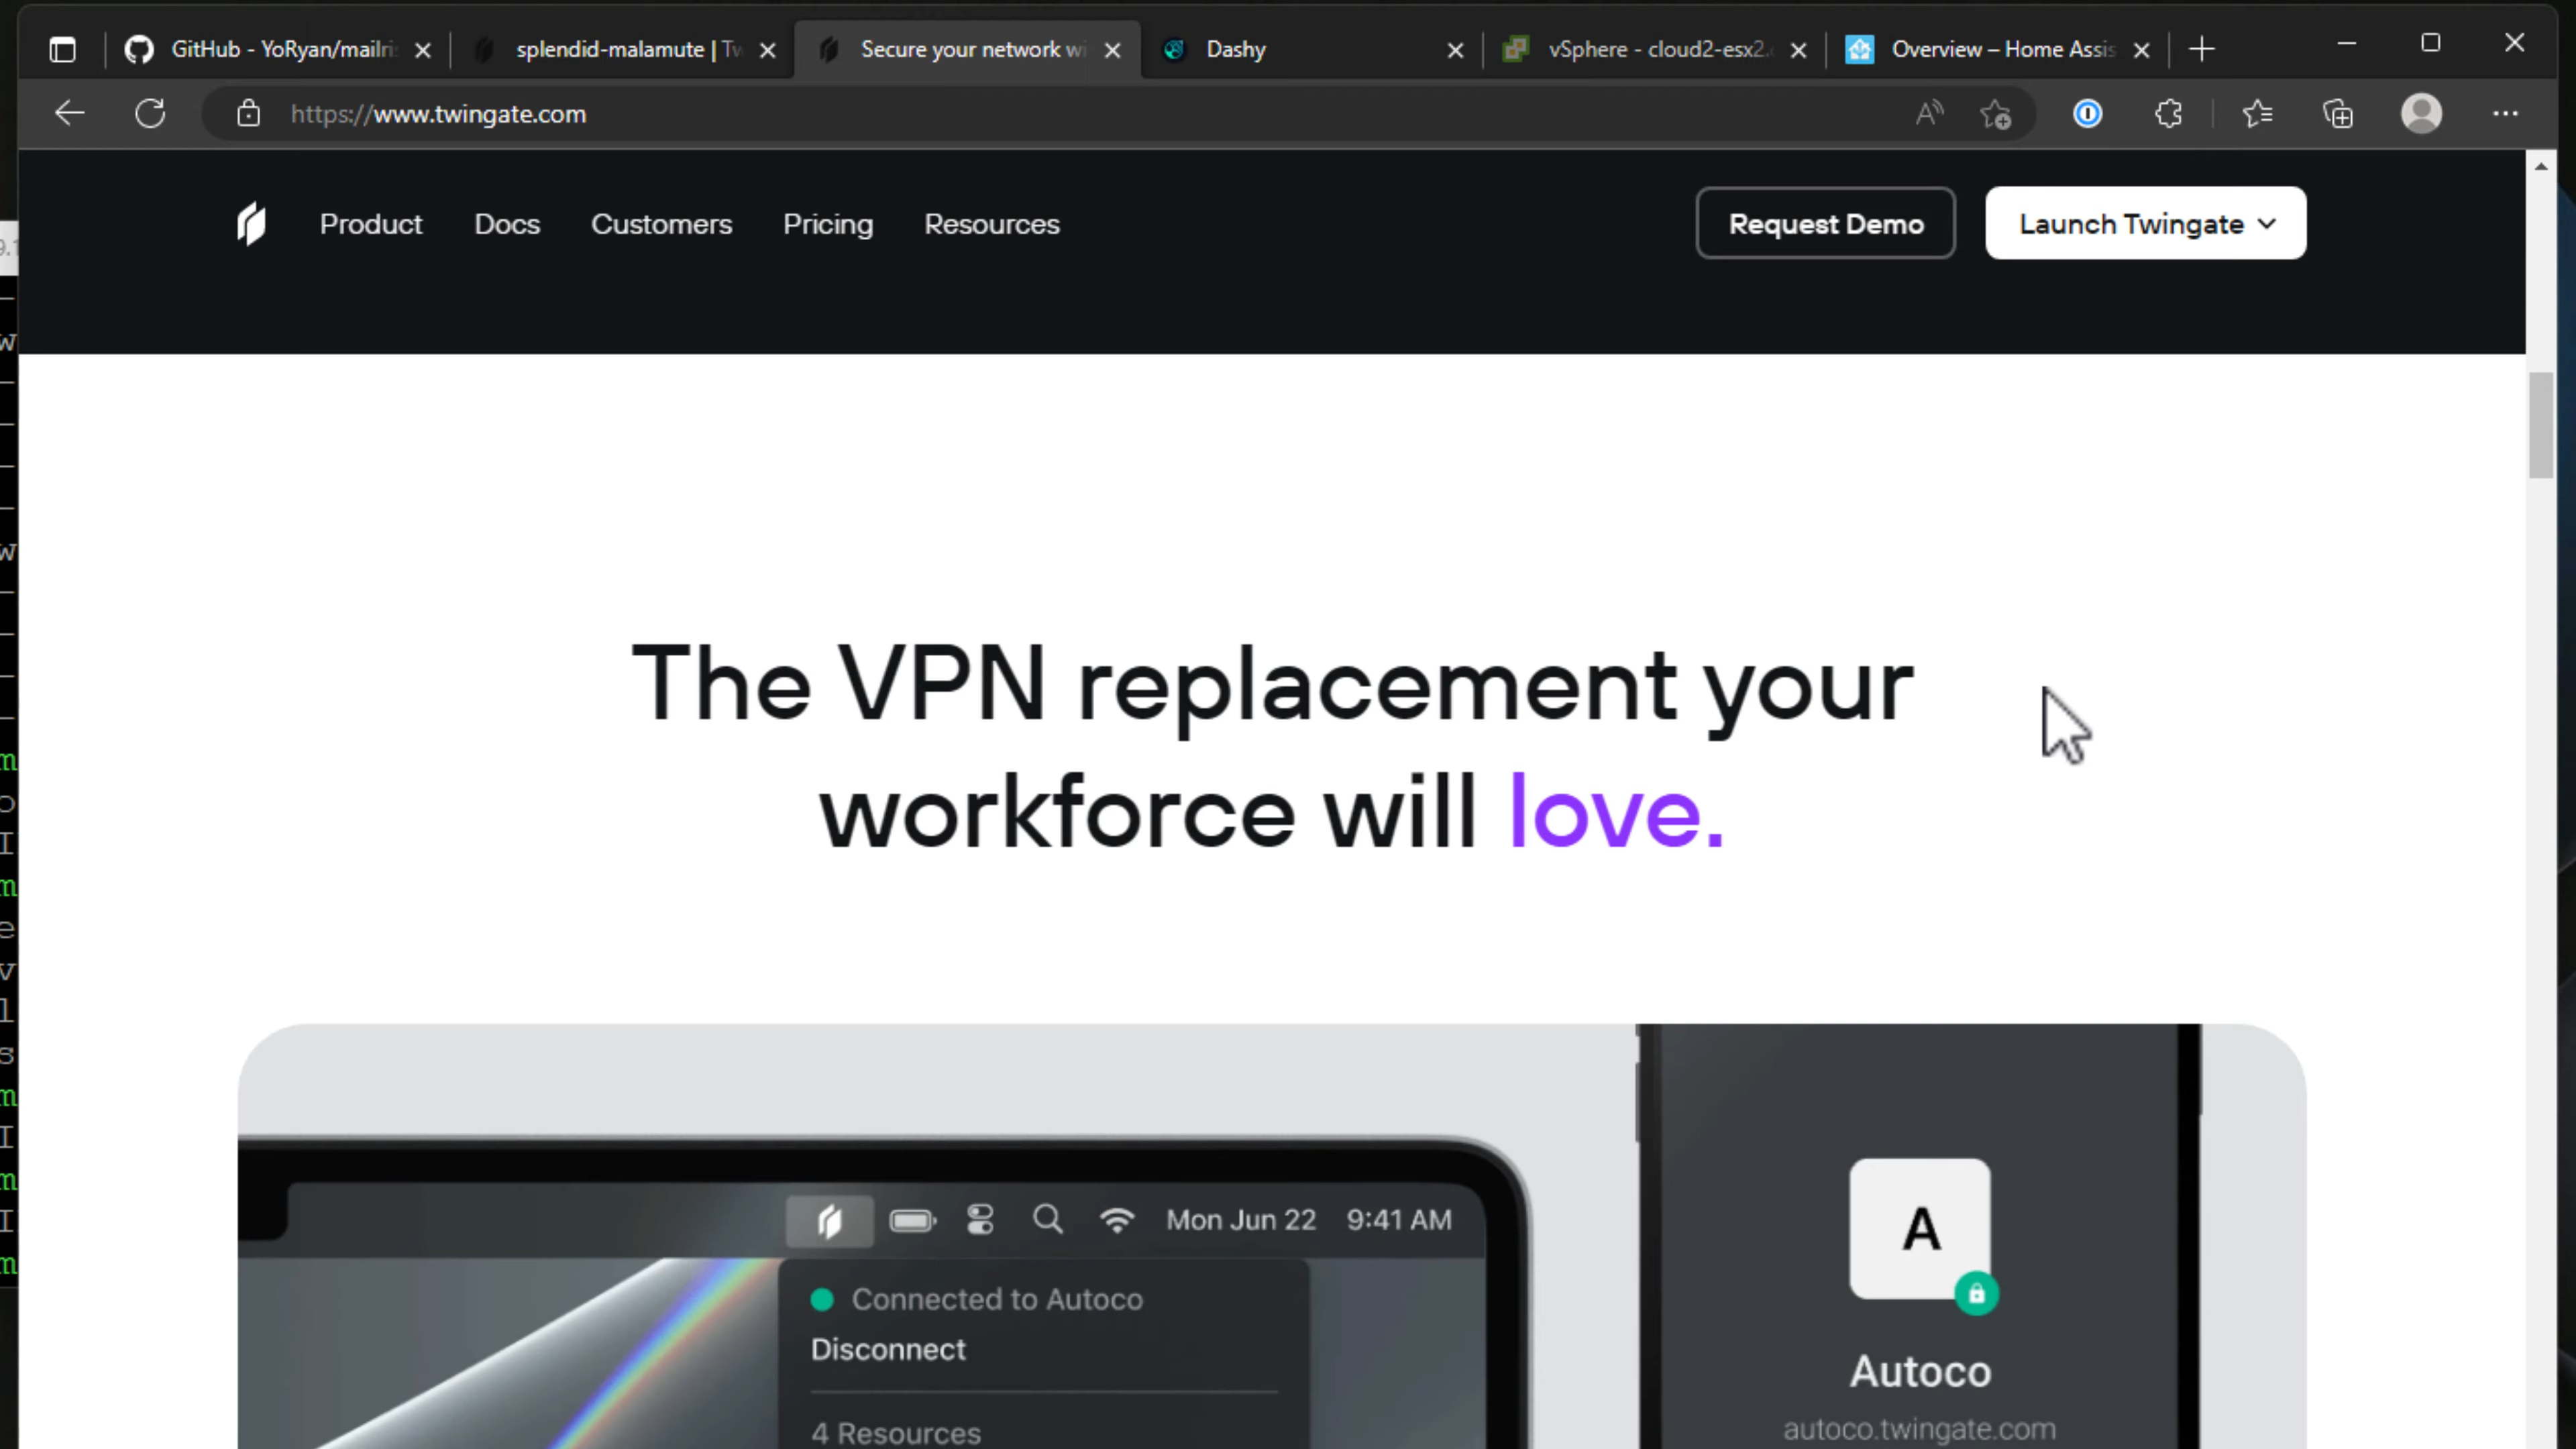 GitHub - YoRyan/mailri
splendid-malamute | Tw
Secure your network wi
Dashy
vSphere - cloud2-esx2.
Overview – Home Assis
https://www.twingate.com
Product
Docs
Customers
Pricing
Resources
Request Demo
Launch Twingate
The VPN replacement your
workforce will love.
Mon Jun 22 9:41 AM
Connected to Autoco
Disconnect
4 Resources
A
Autoco
autoco.twingate.com